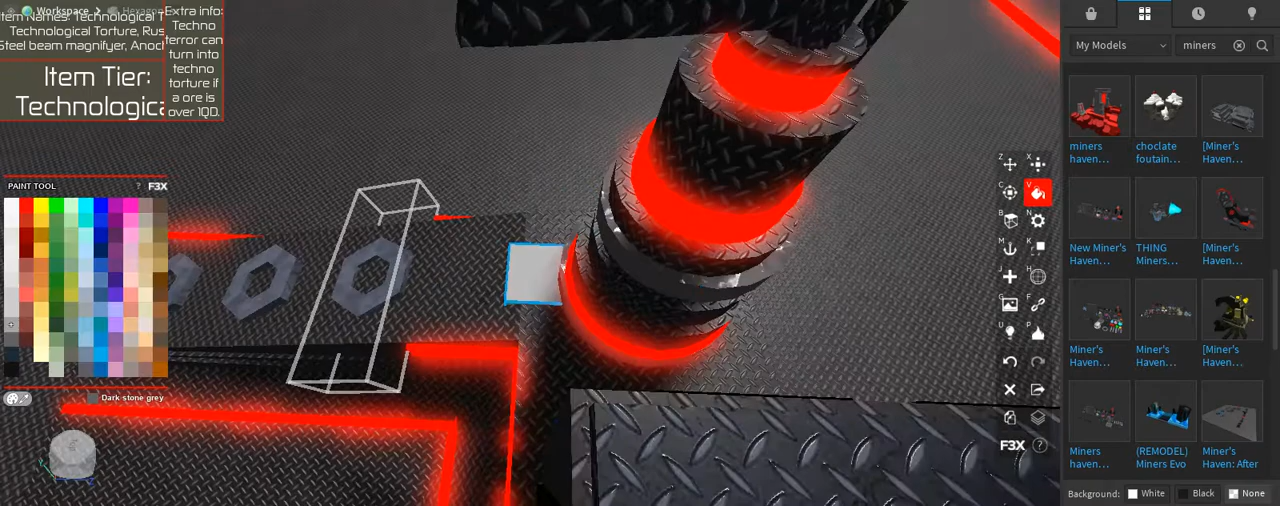 Workspace > Hexagon
Item Names: Technological T
Technological Torture, Rus
Steel beam magnifyer, Anoc
Item Tier:
Technologica
Extra info:
Techno
terror can
turn into
techno
torture if
a ore is
over 1QD.
PAINT TOOL ? F3X
Dark stone grey
Z X
C V
B N
M K
J H
G F
U P
F3X ?
My Models
miners
miners
haven...
choclate
foutain...
[Miner's
Haven...
New Miner's
Haven...
THING
Miners...
[Miner's
Haven...
Miner's
Haven...
Miner's
Haven...
[Miner's
Haven...
Miners
haven...
(REMODEL)
Miners Evo
Miner's
Haven: After
Background: White Black None